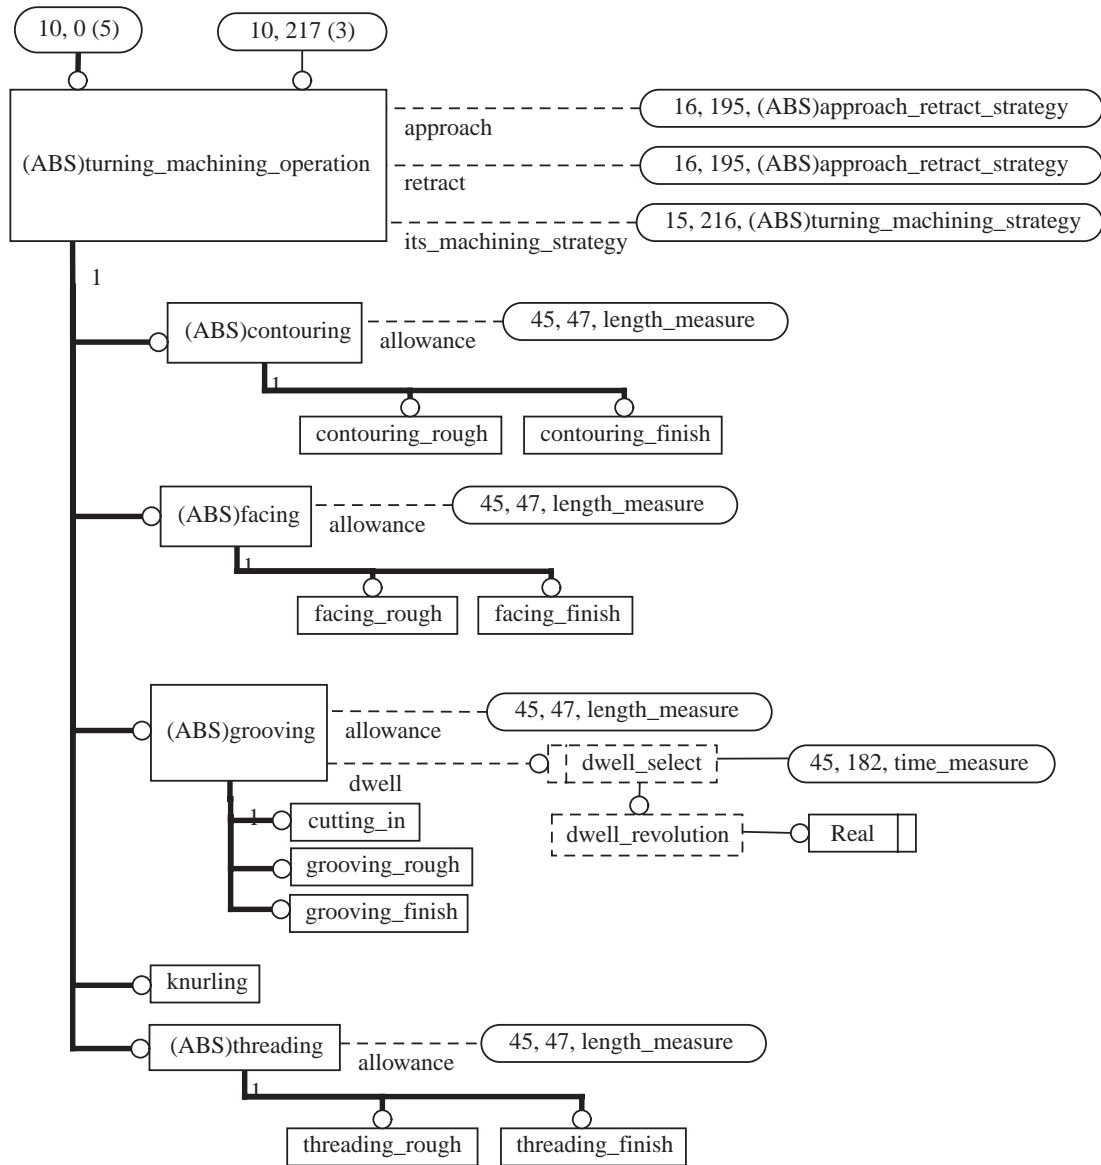 10, 0 (5)
10, 217 (3)
(ABS)turning_machining_operation
approach
16, 195, (ABS)approach_retract_strategy
retract
16, 195, (ABS)approach_retract_strategy
its_machining_strategy
15, 216, (ABS)turning_machining_strategy
1
(ABS)contouring
allowance
45, 47, length_measure
1
contouring_rough
contouring_finish
(ABS)facing
allowance
45, 47, length_measure
1
facing_rough
facing_finish
(ABS)grooving
allowance
45, 47, length_measure
dwell
dwell_select
45, 182, time_measure
dwell_revolution
Real
1
cutting_in
grooving_rough
grooving_finish
knurling
(ABS)threading
allowance
45, 47, length_measure
1
threading_rough
threading_finish